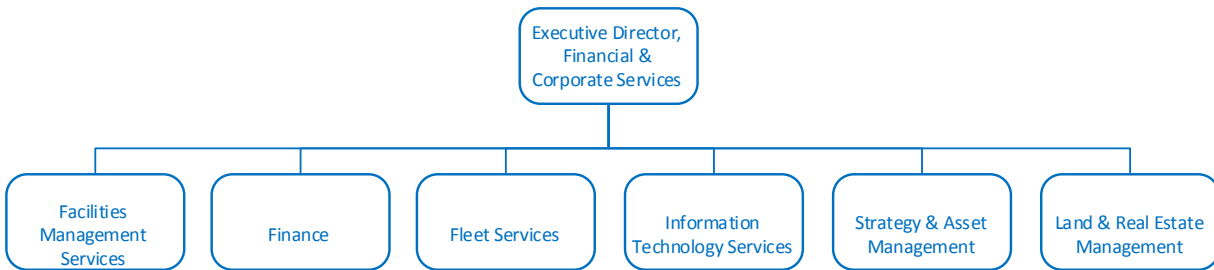 Executive Director,
Financial &
Corporate Services
Facilities
Management
Services
Finance
Fleet Services
Information
Technology Services
Strategy & Asset
Management
Land & Real Estate
Management